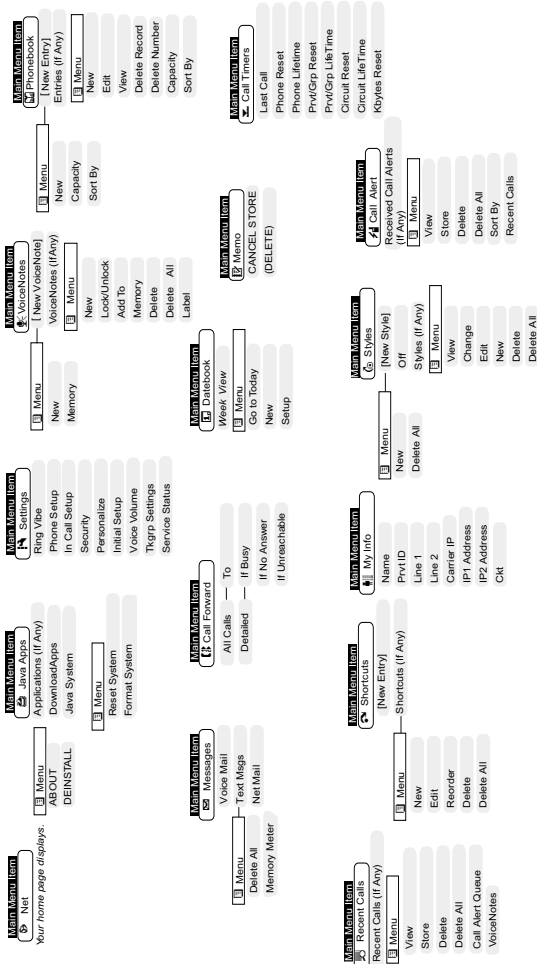 Main Menu Item
Net
Your home page displays.
Main Menu Item
Java Apps
Applications (If Any)
DownloadApps
Java System
Menu
ABOUT
DEINSTALL
Menu
Reset System
Format System
Main Menu Item
Settings
Ring Vibe
Phone Setup
In Call Setup
Security
Personalize
Initial Setup
Voice Volume
Tkgrp Settings
Service Status
Main Menu Item
VoiceNotes
[New VoiceNote]
VoiceNotes (IfAny)
Menu
New
Memory
Menu
New
Lock/Unlock
Add To
Memory
Delete
Delete All
Label
Main Menu Item
Phonebook
[New Entry]
Entries (If Any)
Menu
New
Capacity
Sort By
Menu
New
Edit
View
Delete Record
Delete Number
Capacity
Sort By
Main Menu Item
Messages
Voice Mail
Text Msgs
Net Mail
Menu
Delete All
Memory Meter
Main Menu Item
Call Forward
All Calls
To
Detailed
If Busy
If No Answer
If Unreachable
Main Menu Item
Datebook
Week View
Menu
Go to Today
New
Setup
Main Menu Item
Memo
CANCEL STORE
(DELETE)
Main Menu Item
Call Timers
Last Call
Phone Reset
Phone Lifetime
Prvt/Grp Reset
Prvt/Grp LifeTime
Circuit Reset
Circuit LifeTime
Kbytes Reset
Main Menu Item
Recent Calls
Recent Calls (If Any)
Menu
View
Store
Delete
Delete All
Call Alert Queue
VoiceNotes
Main Menu Item
Shortcuts
[New Entry]
Shortcuts (If Any)
Menu
New
Edit
Reorder
Delete
Delete All
Main Menu Item
My Info
Name
Prvt ID
Line 1
Line 2
Carrier IP
IP1 Address
IP2 Address
Ckt
Main Menu Item
Styles
[New Style]
Off
Styles (If Any)
Menu
New
Delete All
Menu
View
Change
Edit
New
Delete
Delete All
Main Menu Item
Call Alert
Received Call Alerts
(If Any)
Menu
View
Store
Delete
Delete All
Sort By
Recent Calls